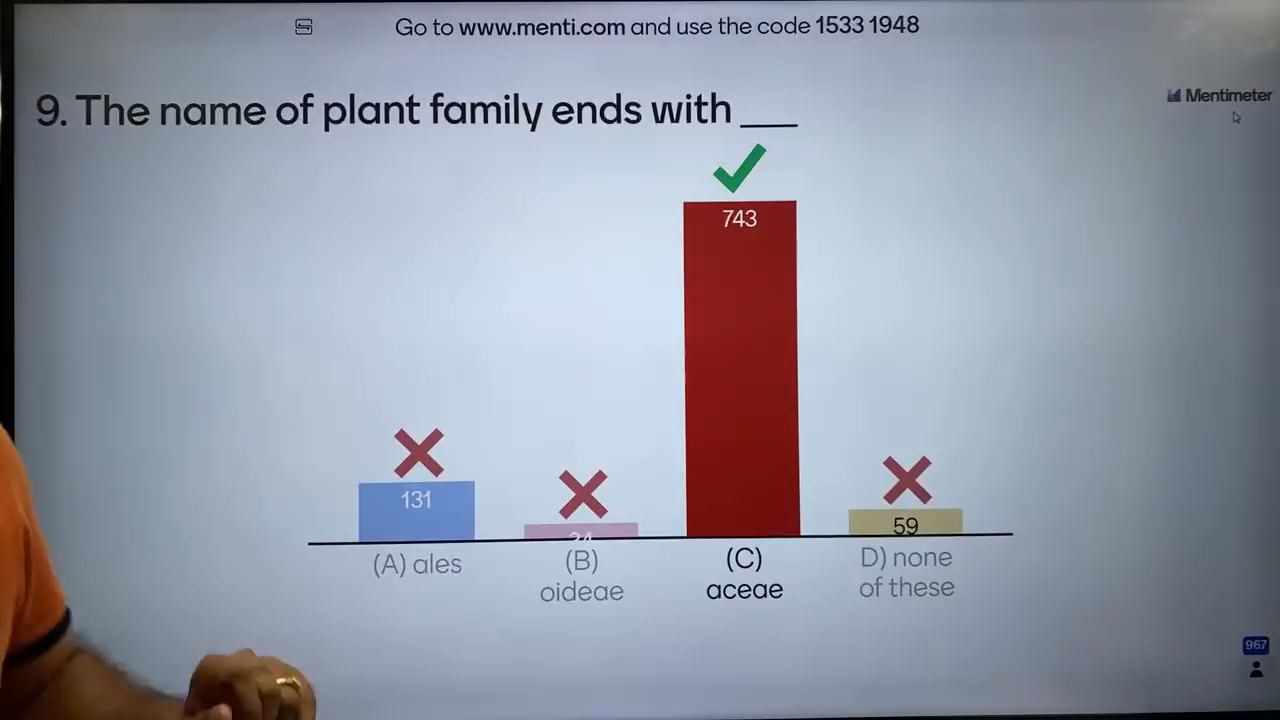 Go to www.menti.com and use the code 1533 1948
Mentimeter
9. The name of plant family ends with ___
743
131
34
59
(A) ales
(B)
oideae
(C)
aceae
D) none
of these
967